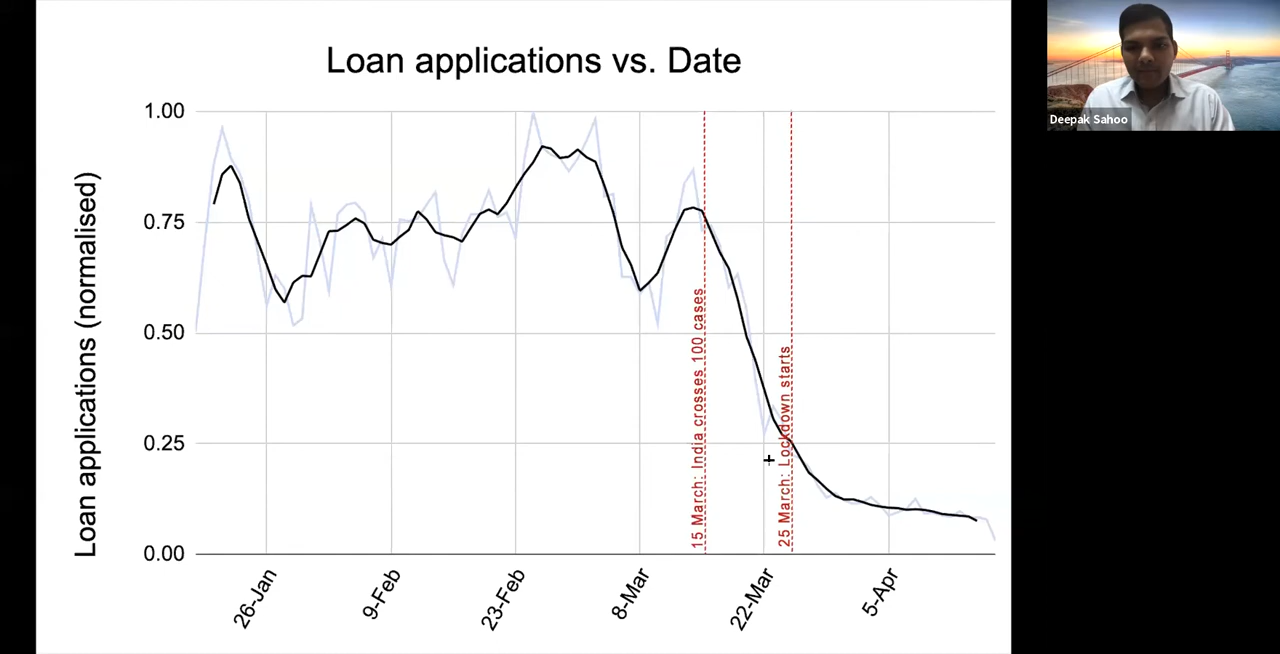 Loan applications vs. Date
Deepak Sahoo
Loan applications (normalised)
1.00
0.75
0.50
0.25
0.00
15 March: India crosses 100 cases
25 March: Lockdown starts
26-Jan
9-Feb
23-Feb
8-Mar
22-Mar
5-Apr